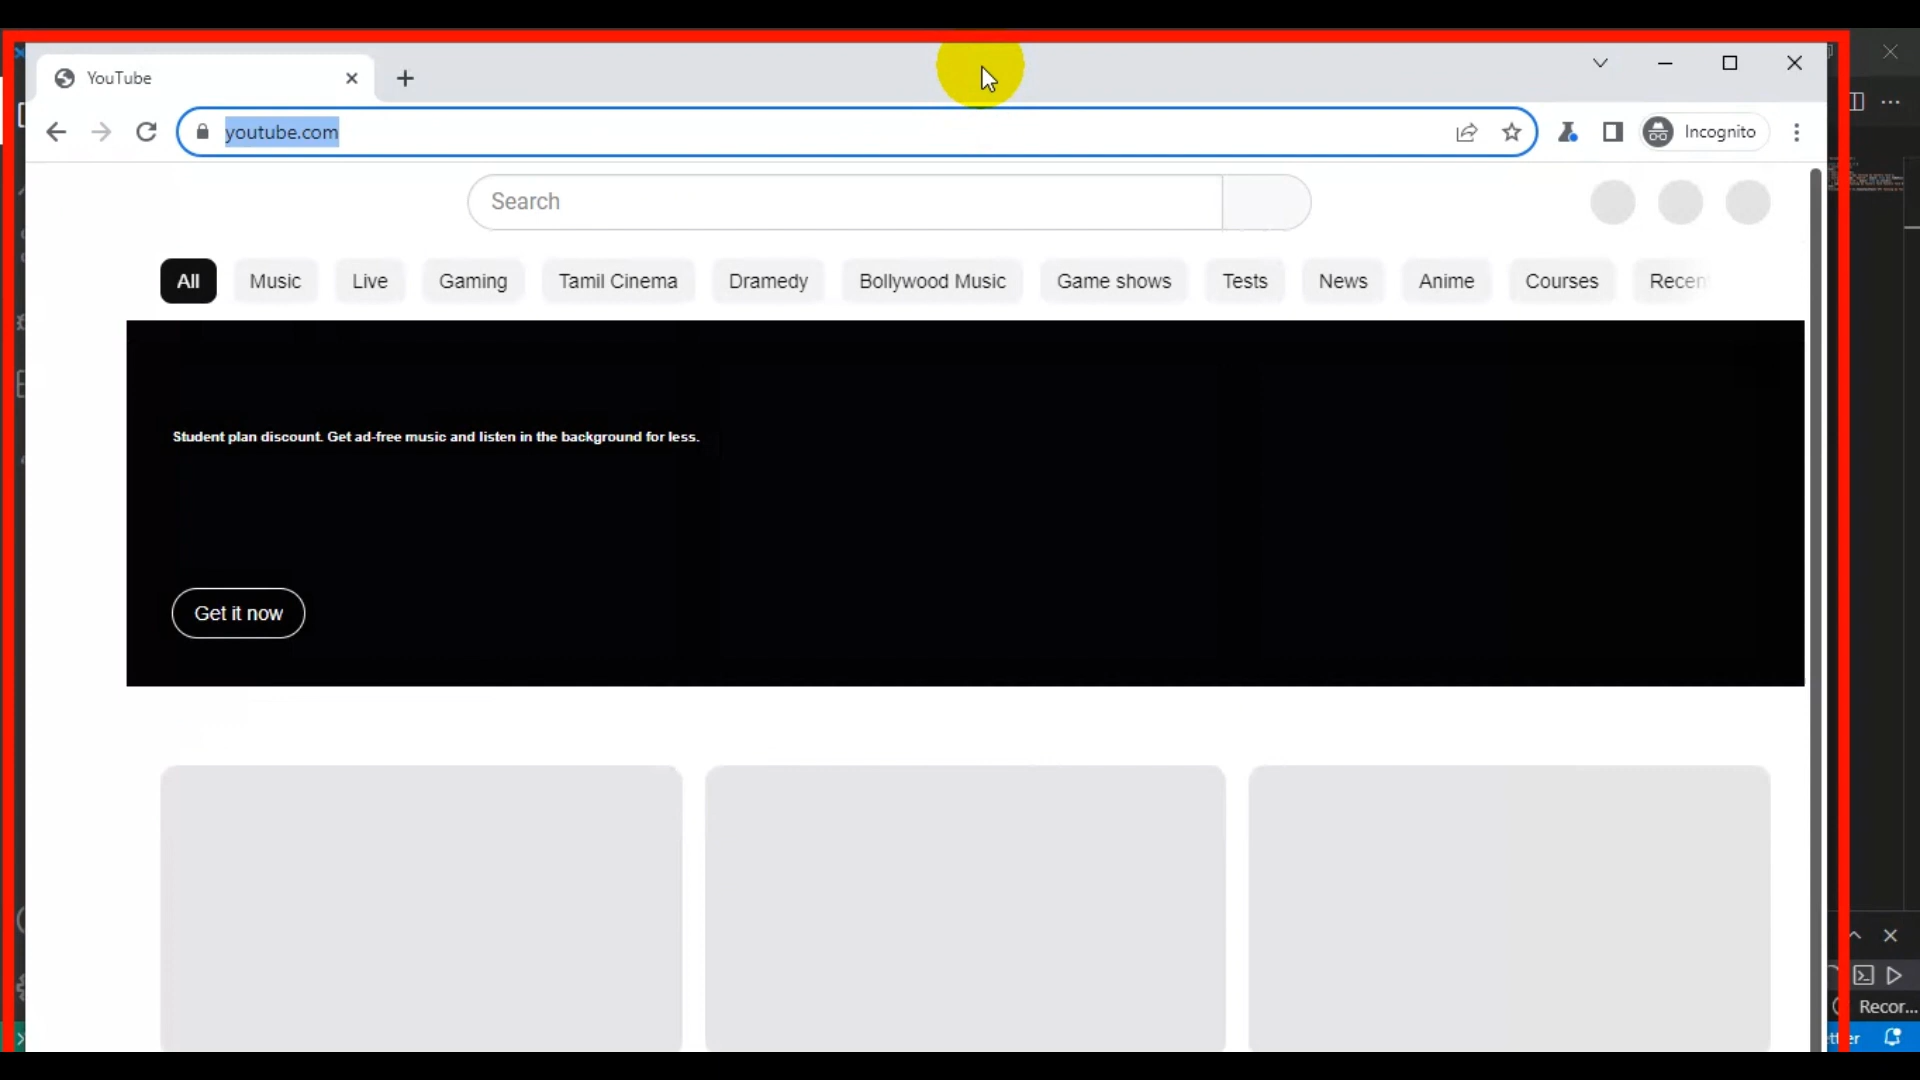 YouTube
youtube.com
Incognito
Search
All Music Live Gaming Tamil Cinema Dramedy Bollywood Music Game shows Tests News Anime Courses Recen
Student plan discount. Get ad-free music and listen in the background for less.
Get it now
Recor...